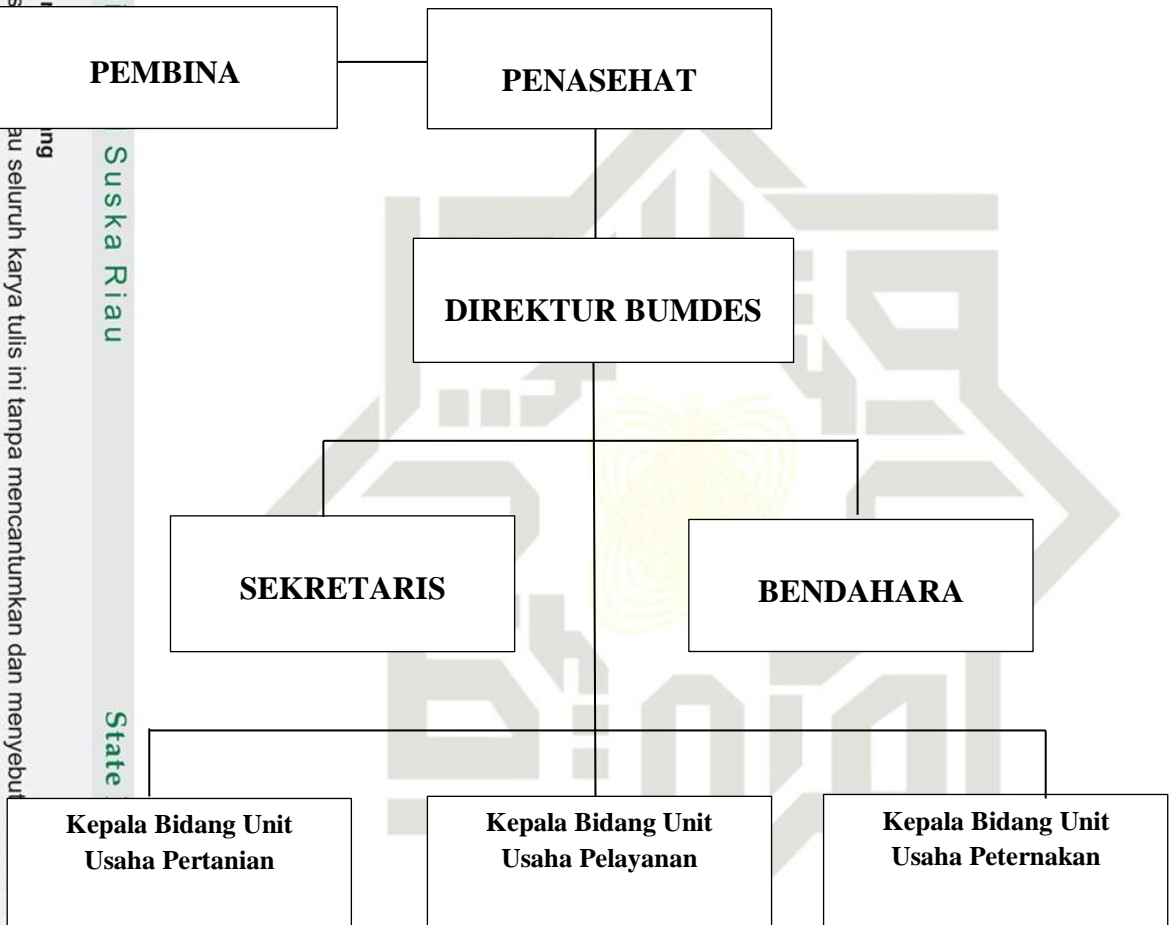 PEMBINA
PENASEHAT
DIREKTUR BUMDES
SEKRETARIS
BENDAHARA
Kepala Bidang Unit
Usaha Pertanian
Kepala Bidang Unit
Usaha Pelayanan
Kepala Bidang Unit
Usaha Peternakan
Suska Riau
State
seluruh karya tulis ini tanpa mencantumkan dan menyebut